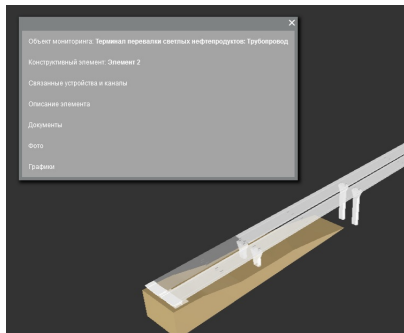 Объект мониторинга: Терминал перевалки светлых нефтепродуктов: Трубопровод
Конструктивный элемент: Элемент 2
Связанные устройства и каналы
Описание элемента
Документы
Фото
Графики